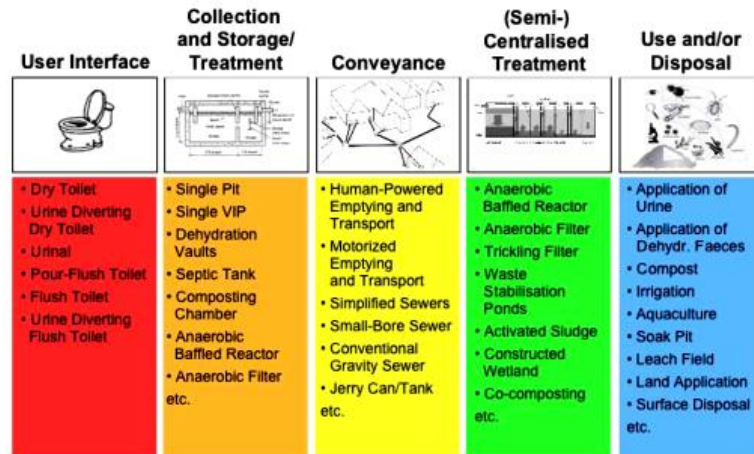 User Interface
Collection
and Storage/
Treatment
Conveyance
(Semi-)
Centralised
Treatment
Use and/or
Disposal
• Dry Toilet
• Urine Diverting
Dry Toilet
• Urinal
• Pour-Flush Toilet
• Flush Toilet
• Urine Diverting
Flush Toilet
• Single Pit
• Single VIP
• Dehydration
Vaults
• Septic Tank
• Composting
Chamber
• Anaerobic
Baffled Reactor
• Anaerobic Filter
etc.
• Human-Powered
Emptying and
Transport
• Motorized
Emptying
and Transport
• Simplified Sewers
• Small-Bore Sewer
• Conventional
Gravity Sewer
• Jerry Can/Tank
etc.
• Anaerobic
Baffled Reactor
• Anaerobic Filter
• Trickling Filter
• Waste
Stabilisation
Ponds
• Activated Sludge
• Constructed
Wetland
• Co-composting
etc.
• Application of
Urine
• Application of
Dehydr. Faeces
• Compost
• Irrigation
• Aquaculture
• Soak Pit
• Leach Field
• Land Application
• Surface Disposal
etc.